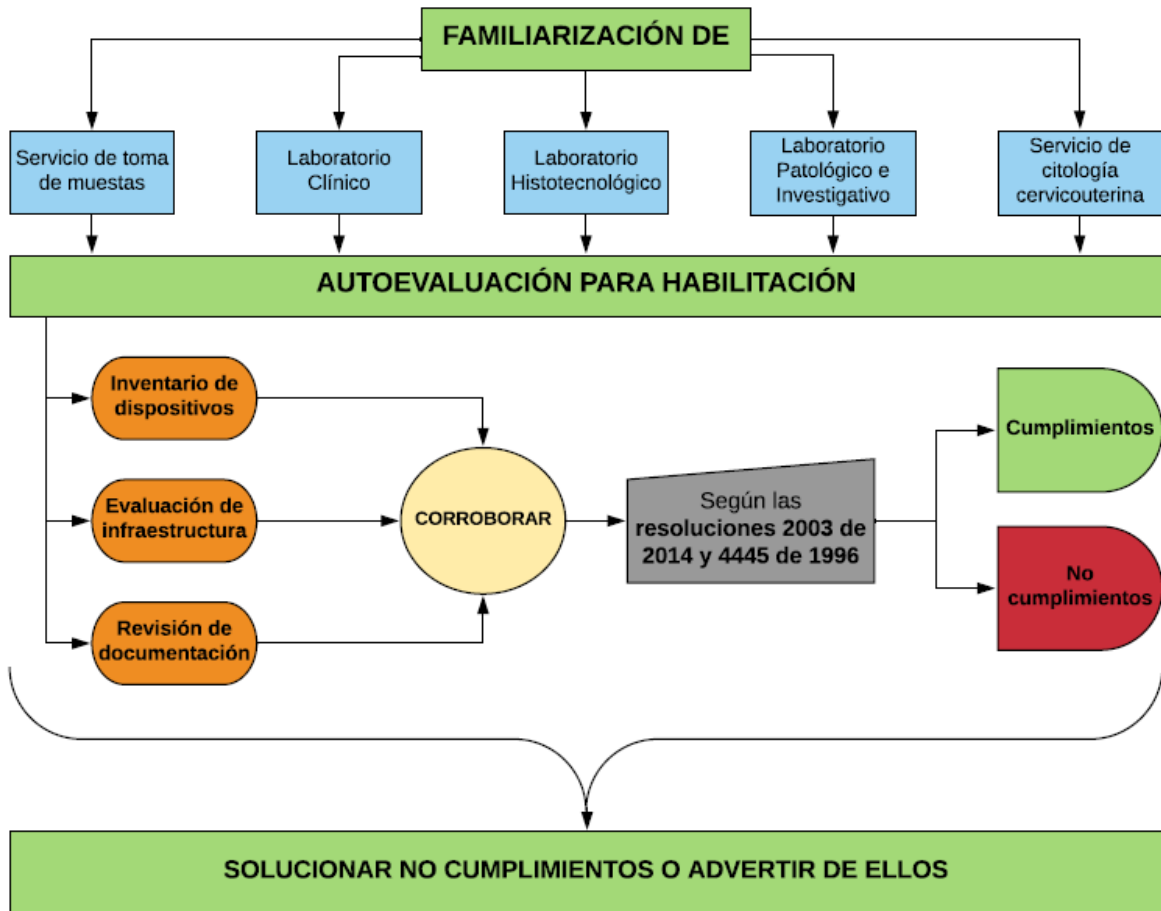 FAMILIARIZACIÓN DE
Servicio de toma
de muestas
Laboratorio
Clínico
Laboratorio
Histotecnológico
Laboratorio
Patológico e
Investigativo
Servicio de
citología
cervicouterina
AUTOEVALUACIÓN PARA HABILITACIÓN
Inventario de
dispositivos
Evaluación de
infraestructura
Revisión de
documentación
CORROBORAR
Según las
resoluciones 2003 de
2014 y 4445 de 1996
Cumplimientos
No
cumplimientos
SOLUCIONAR NO CUMPLIMIENTOS O ADVERTIR DE ELLOS